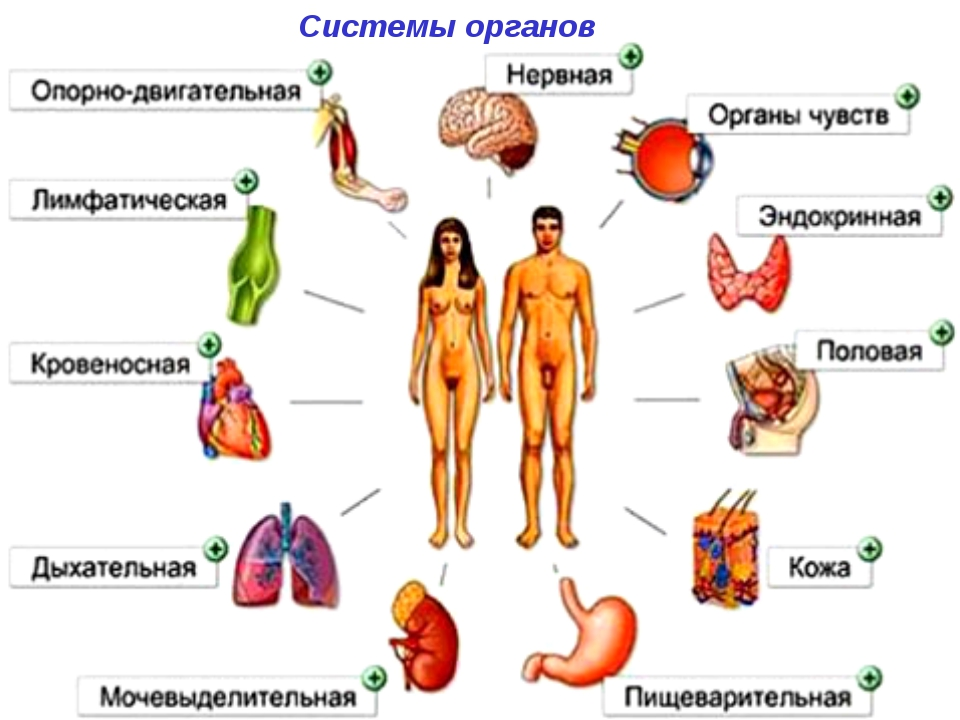 Системы органов
Нервная
Опорно-двигательная
Органы чувств
Лимфатическая
Эндокринная
Кровеносная
Половая
Дыхательная
Кожа
Мочевыделительная
Пищеварительная